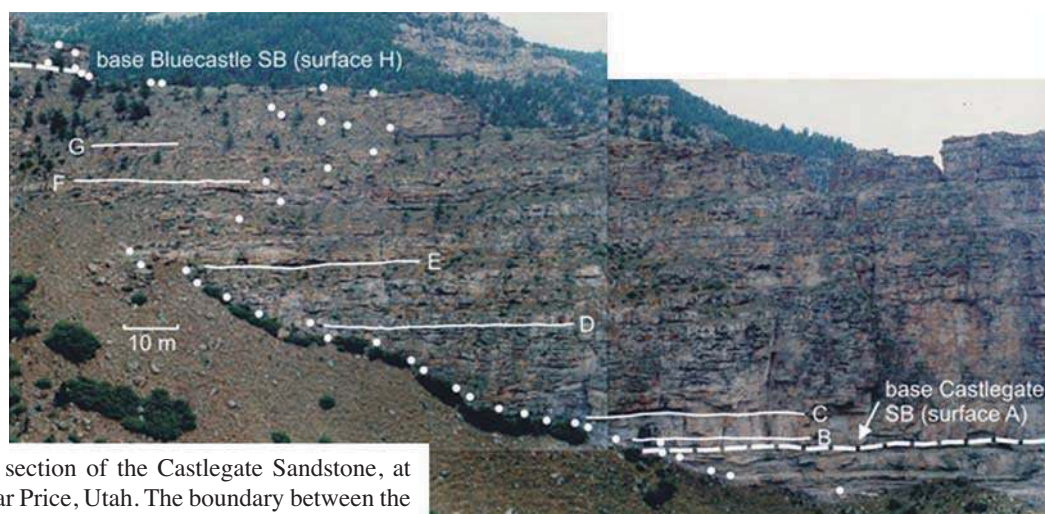 base Bluecastle SB (surface H)
G
F
E
D
10 m
base Castlegate
SB (surface A)
C
B
section of the Castlegate Sandstone, at
ar Price, Utah. The boundary between the